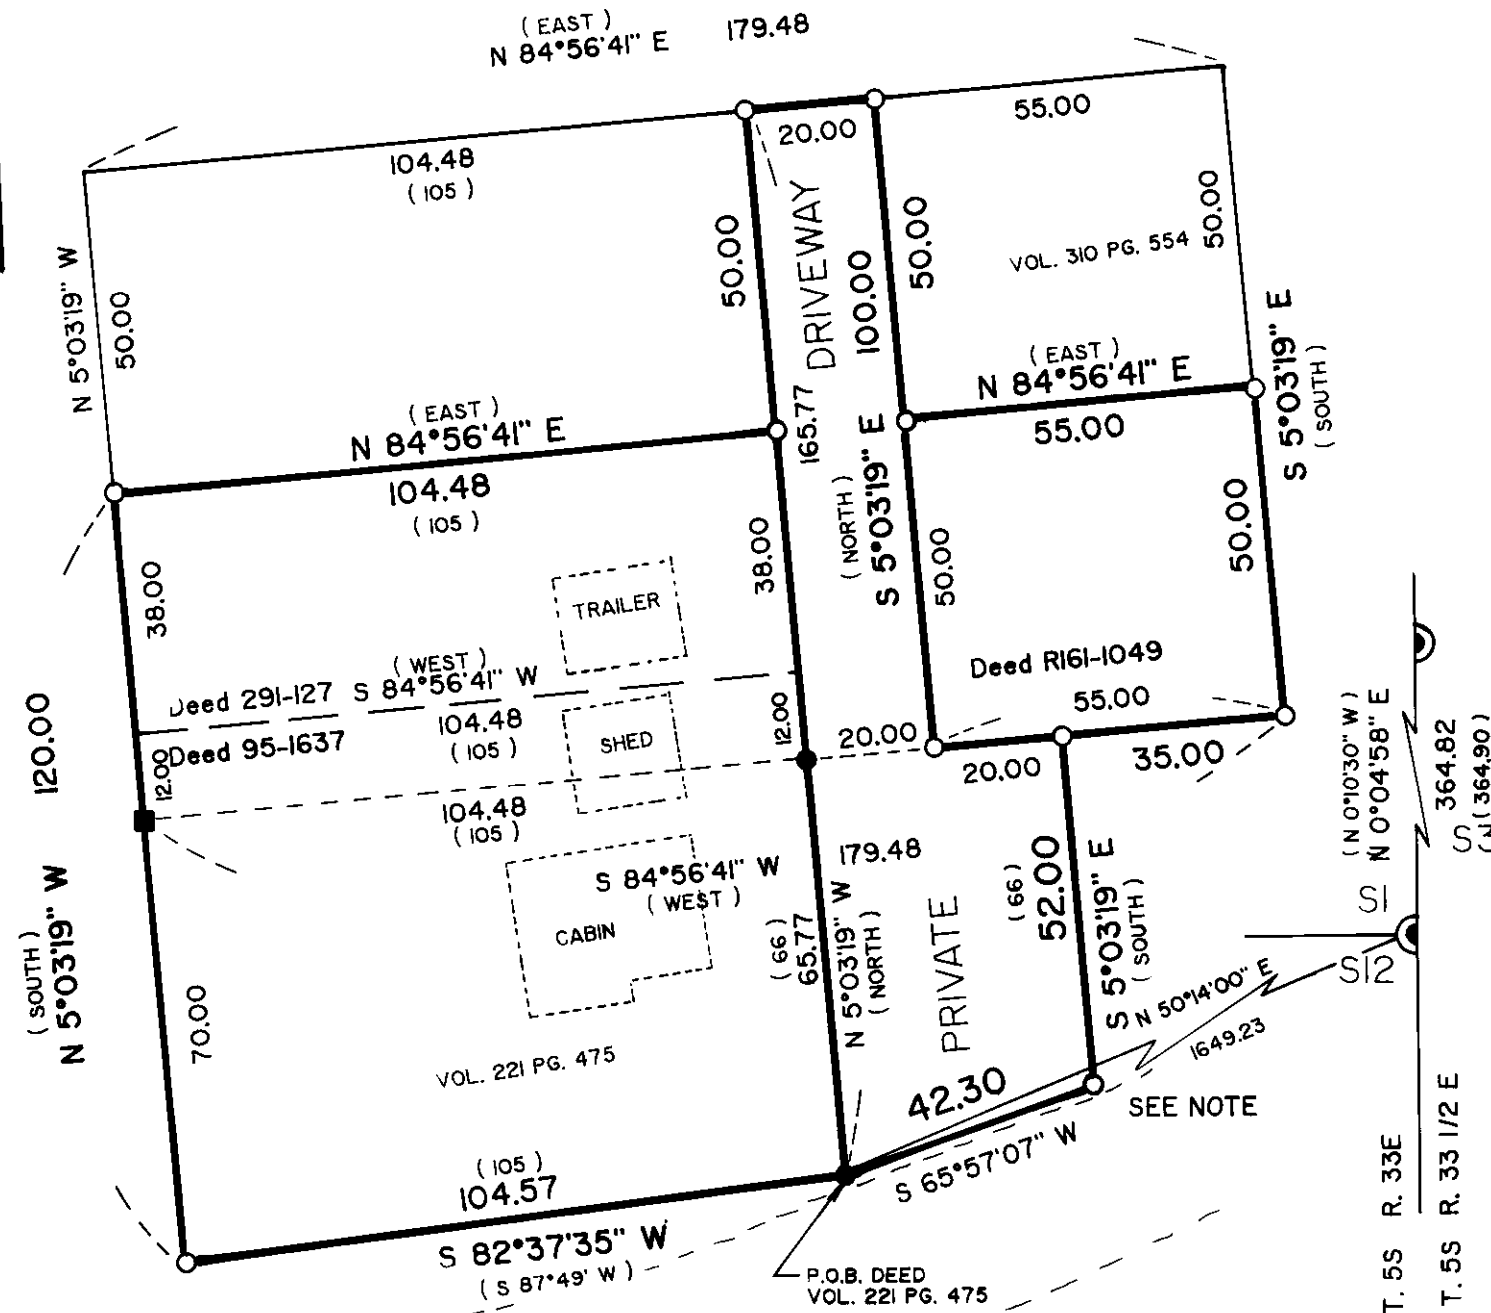 ( EAST )
N 84°56'41" E 179.48
104.48
( 105 )
20.00
55.00
N 5°03'19" W
50.00
50.00
DRIVEWAY
165.77
100.00
50.00
VOL. 310 PG. 554
50.00
( EAST )
N 84°56'41" E
55.00
S 5°03'19" E
( SOUTH )
( EAST )
N 84°56'41" E
104.48
( 105 )
38.00
38.00
TRAILER
( NORTH )
S 5°03'19" E
50.00
50.00
Deed R161-1049
55.00
( WEST )
Deed 291-127 S 84°56'41" W
104.48
( 105 )
Deed 95-1637
12.00
SHED
12.00
20.00
20.00
35.00
120.00
104.48
( 105 )
S 84°56'41" W
( WEST )
179.48
CABIN
( 66 )
65.77
N 5°03'19" W
( NORTH )
PRIVATE
( 66 )
52.00
S 5°03'19" E
( SOUTH )
( SOUTH )
N 5°03'19" W
70.00
VOL. 221 PG. 475
( N 0°10'30" W )
N 0°04'58" E
364.82
( 364.90 )
S
( N
S1
S12
N 50°14'00" E
1649.23
42.30
SEE NOTE
S 65°57'07" W
( 105 )
104.57
S 82°37'35" W
( S 87°49' W )
P.O.B. DEED
VOL. 221 PG. 475
T. 5S R. 33E
T. 5S R. 33 1/2 E